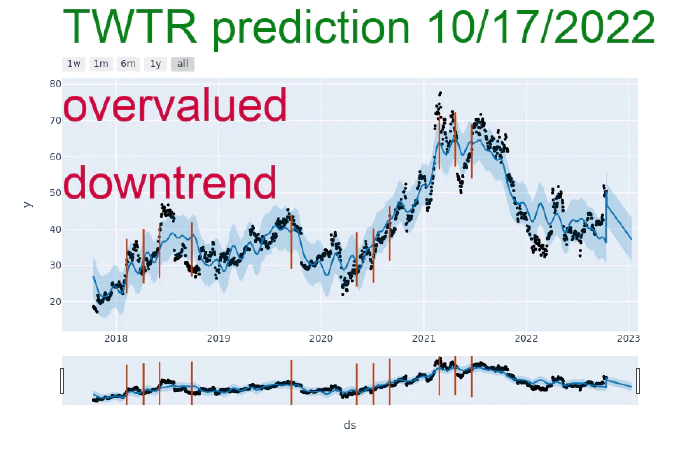 TWTR prediction 10/17/2022
1w 1m 6m 1y all
80
overvalued
70
60
downtrend
50
y
40
30
20
2018 2019 2020 2021 2022 2023
ds